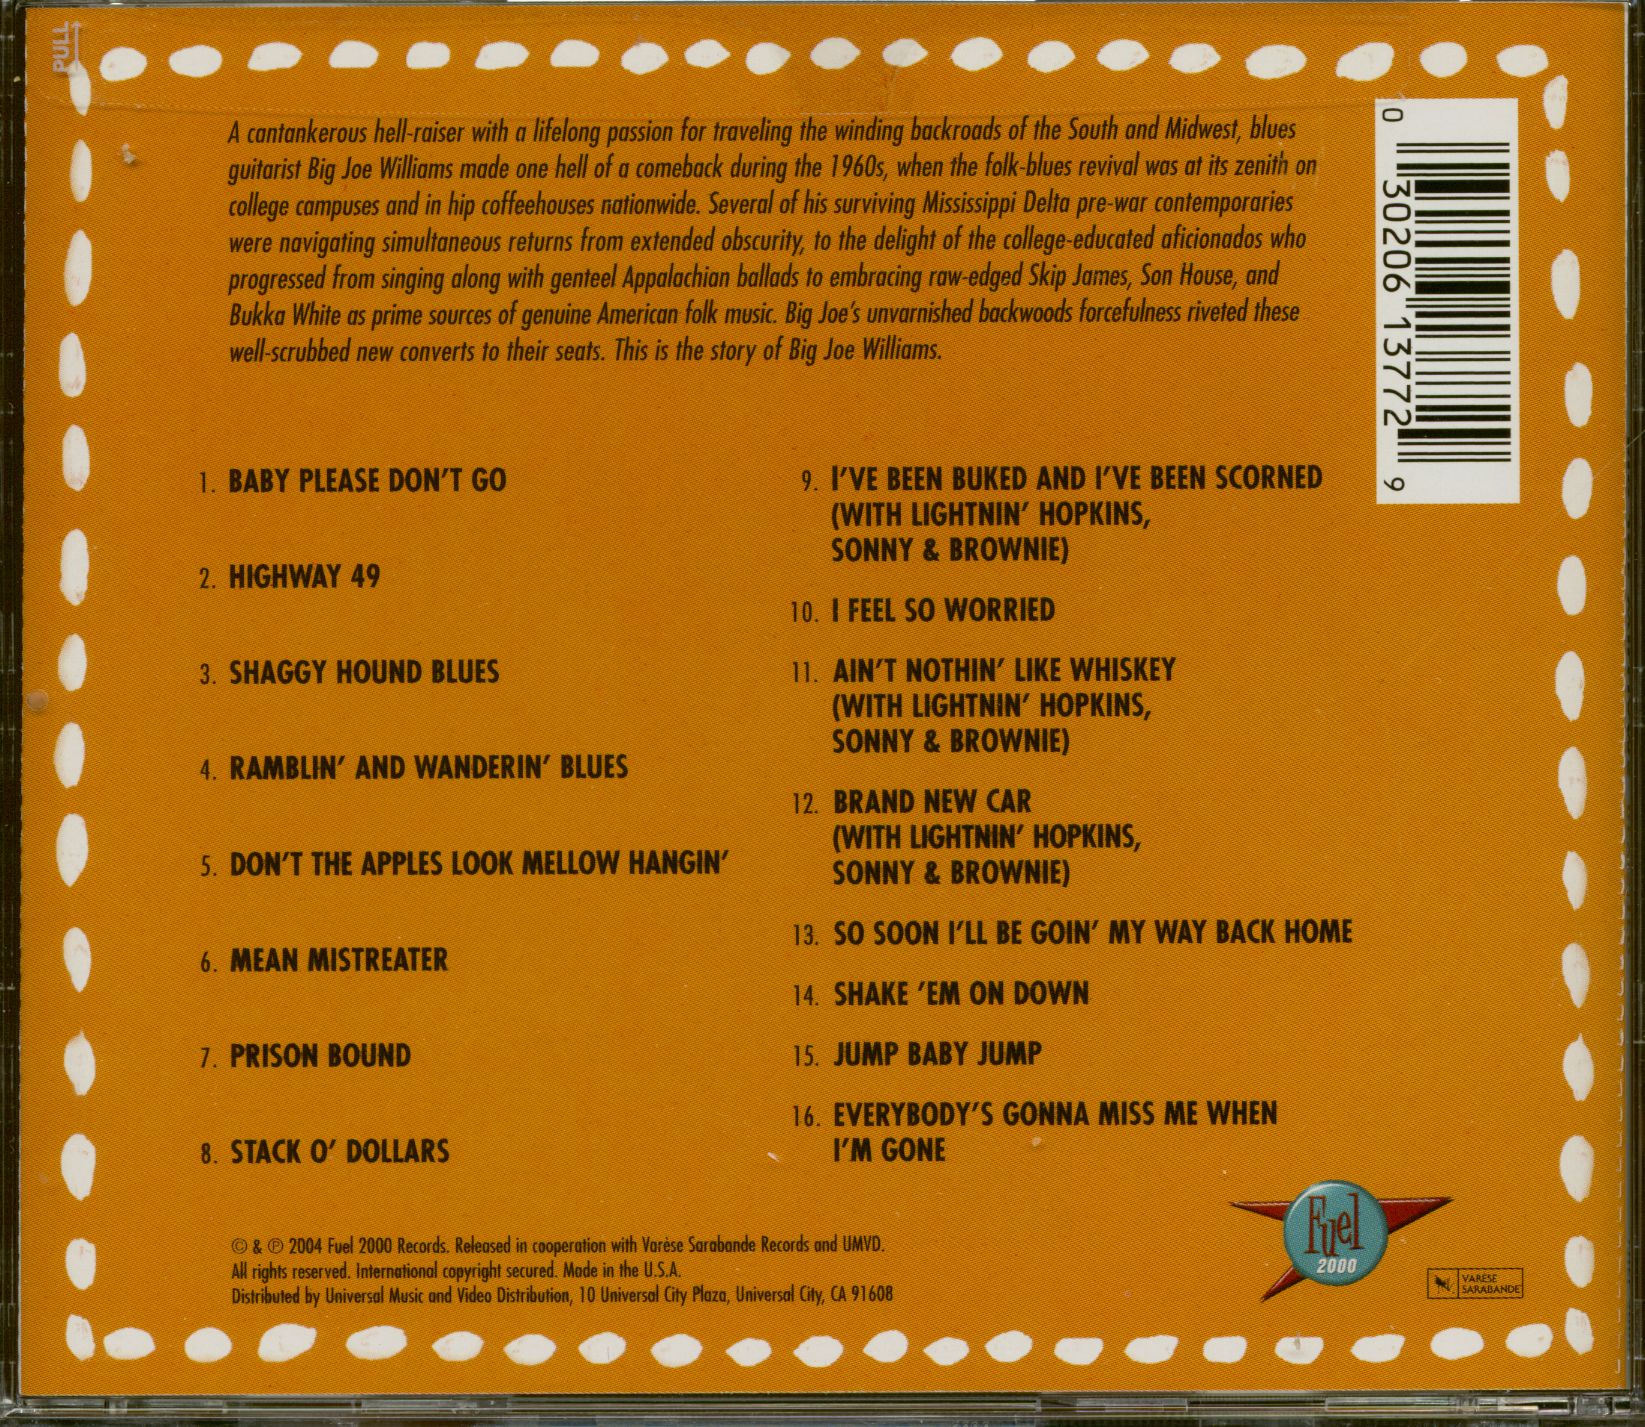 PULL
A cantankerous hell-raiser with a lifelong passion for traveling the winding backroads of the South and Midwest, blues
guitarist Big Joe Williams made one hell of a comeback during the 1960s, when the folk-blues revival was at its zenith on
college campuses and in hip coffeehouses nationwide. Several of his surviving Mississippi Delta pre-war contemporaries
were navigating simultaneous returns from extended obscurity, to the delight of the college-educated aficionados who
progressed from singing along with genteel Appalachian ballads to embracing raw-edged Skip James, Son House, and
Bukka White as prime sources of genuine American folk music. Big Joe's unvarnished backwoods forcefulness riveted these
well-scrubbed new converts to their seats. This is the story of Big Joe Williams.
0 30206 13772 9
1. BABY PLEASE DON'T GO
2. HIGHWAY 49
3. SHAGGY HOUND BLUES
4. RAMBLIN' AND WANDERIN' BLUES
5. DON'T THE APPLES LOOK MELLOW HANGIN'
6. MEAN MISTREATER
7. PRISON BOUND
8. STACK O' DOLLARS
9. I'VE BEEN BUKED AND I'VE BEEN SCORNED
(WITH LIGHTNIN' HOPKINS,
SONNY & BROWNIE)
10. I FEEL SO WORRIED
11. AIN'T NOTHIN' LIKE WHISKEY
(WITH LIGHTNIN' HOPKINS,
SONNY & BROWNIE)
12. BRAND NEW CAR
(WITH LIGHTNIN' HOPKINS,
SONNY & BROWNIE)
13. SO SOON I'LL BE GOIN' MY WAY BACK HOME
14. SHAKE 'EM ON DOWN
15. JUMP BABY JUMP
16. EVERYBODY'S GONNA MISS ME WHEN
I'M GONE
© & ℗ 2004 Fuel 2000 Records. Released in cooperation with Varèse Sarabande Records and UMVD.
All rights reserved. International copyright secured. Made in the U.S.A.
Distributed by Universal Music and Video Distribution, 10 Universal City Plaza, Universal City, CA 91608
Fuel
2000
VARÈSE
SARABANDE